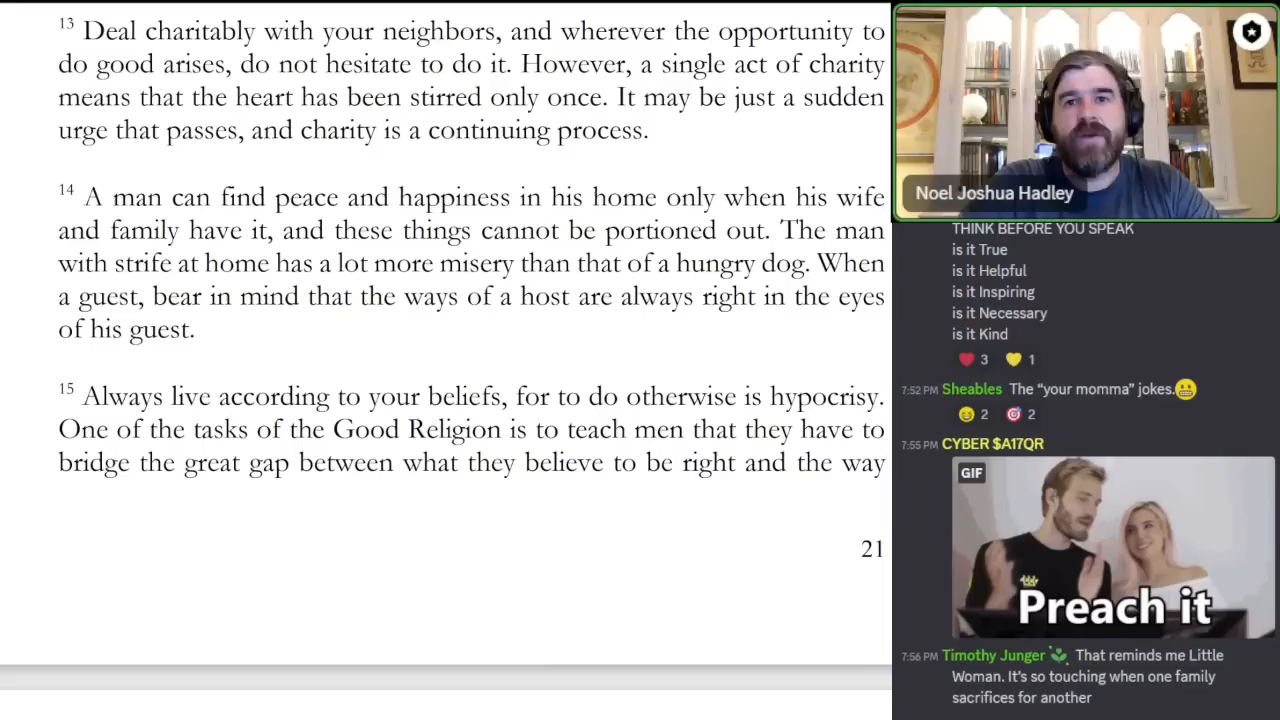 13 Deal charitably with your neighbors, and wherever the opportunity to
do good arises, do not hesitate to do it. However, a single act of charity
means that the heart has been stirred only once. It may be just a sudden
urge that passes, and charity is a continuing process.
14 A man can find peace and happiness in his home only when his wife
and family have it, and these things cannot be portioned out. The man
with strife at home has a lot more misery than that of a hungry dog. When
a guest, bear in mind that the ways of a host are always right in the eyes
of his guest.
15 Always live according to your beliefs, for to do otherwise is hypocrisy.
One of the tasks of the Good Religion is to teach men that they have to
bridge the great gap between what they believe to be right and the way
21
Noel Joshua Hadley
THINK BEFORE YOU SPEAK
is it True
is it Helpful
is it Inspiring
is it Necessary
is it Kind
3 1
7:52 PM Sheables The “your momma” jokes.
2 2
7:55 PM CYBER $A17QR
GIF
Preach it
7:56 PM Timothy Junger That reminds me Little
Woman. It's so touching when one family
sacrifices for another